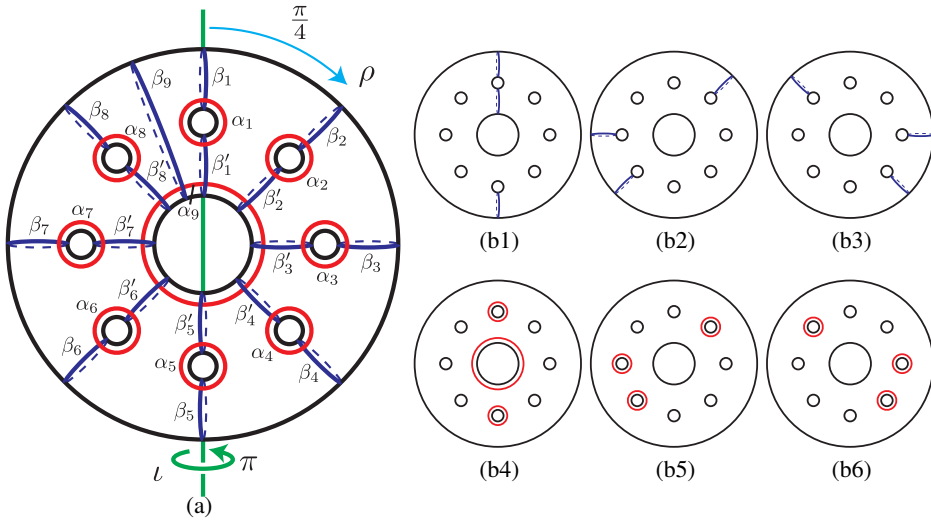 π/4
ρ
β₁
β₂
β₃
β₄
β₅
β₆
β₇
β₈
β₉
β′₁
β′₂
β′₃
β′₄
β′₅
β′₆
β′₇
β′₈
α₁
α₂
α₃
α₄
α₅
α₆
α₇
α₈
α₉
ι
π
(a)
(b1) (b2) (b3)
(b4) (b5) (b6)